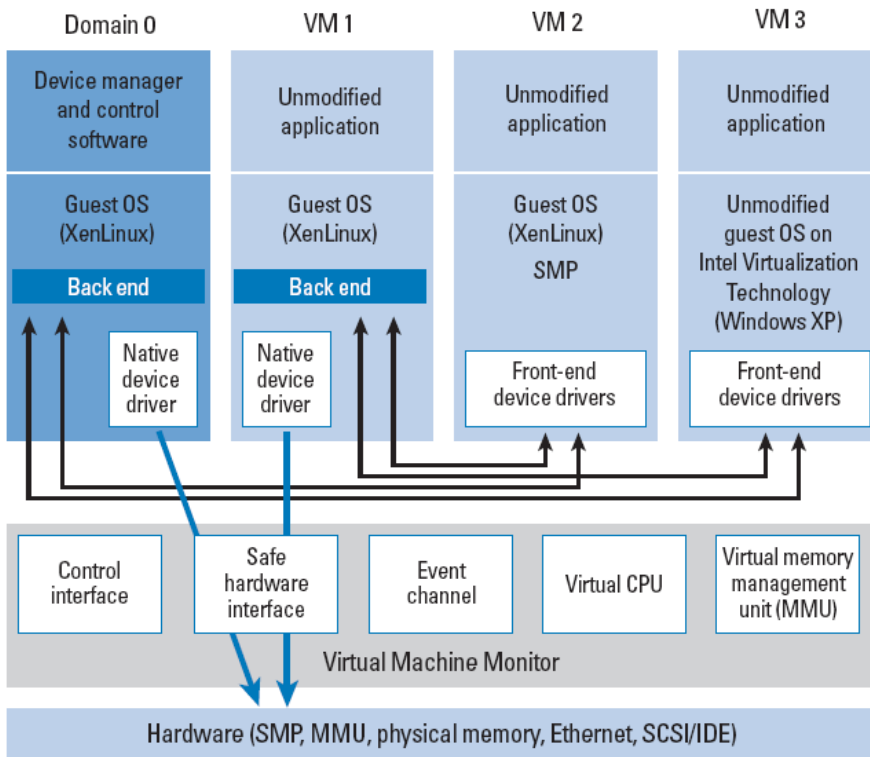 Domain 0
VM 1
VM 2
VM 3
Device manager
and control
software
Unmodified
application
Unmodified
application
Unmodified
application
Guest OS
(XenLinux)
Back end
Native
device
driver
Guest OS
(XenLinux)
Back end
Native
device
driver
Guest OS
(XenLinux)
SMP
Front-end
device drivers
Unmodified
guest OS on
Intel Virtualization
Technology
(Windows XP)
Front-end
device drivers
Control
interface
Safe
hardware
interface
Event
channel
Virtual CPU
Virtual memory
management
unit (MMU)
Virtual Machine Monitor
Hardware (SMP, MMU, physical memory, Ethernet, SCSI/IDE)